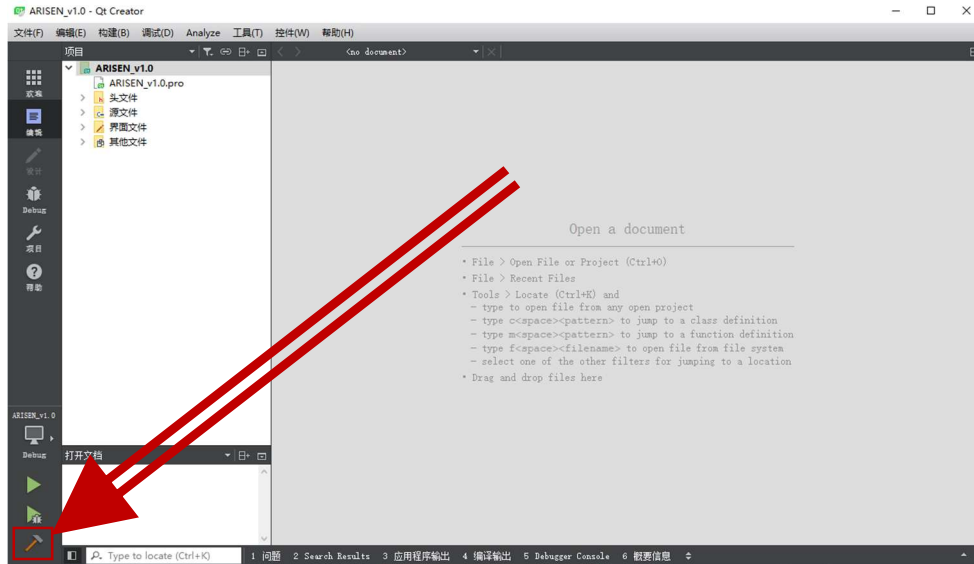 ARISEN_v1.0 - Qt Creator
文件(F) 编辑(E) 构建(B) 调试(D) Analyze 工具(T) 控件(W) 帮助(H)
项目
<no document>
欢迎
编辑
设计
Debug
项目
帮助
ARISEN_v1.0
ARISEN_v1.0.pro
头文件
源文件
界面文件
其他文件
Open a document
• File > Open File or Project (Ctrl+O)
• File > Recent Files
• Tools > Locate (Ctrl+K) and
– type to open file from any open project
– type c<space><pattern> to jump to a class definition
– type m<space><pattern> to jump to a function definition
– type f<space><filename> to open file from file system
– select one of the other filters for jumping to a location
• Drag and drop files here
ARISEN_v1.0
Debug
打开文档
Type to locate (Ctrl+K)
1 问题 2 Search Results 3 应用程序输出 4 编译输出 5 Debugger Console 6 概要信息